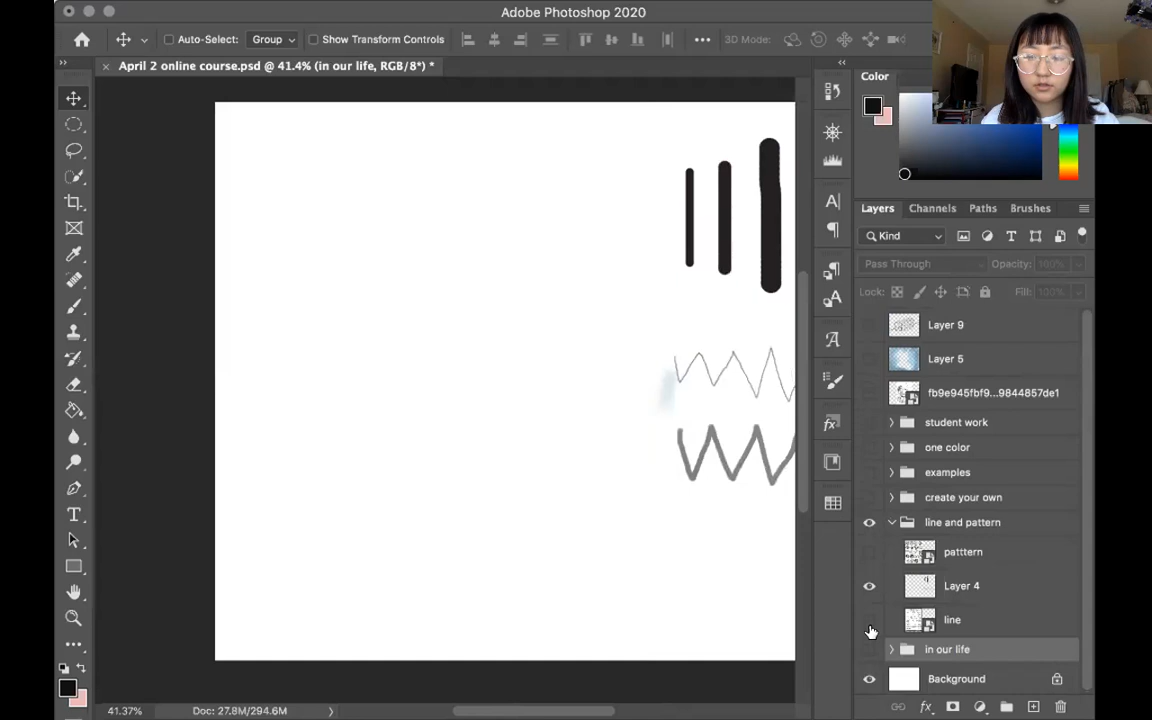 Adobe Photoshop 2020
Auto-Select: Group Show Transform Controls 3D Mode:
× April 2 online course.psd @ 41.4% (in our life, RGB/8*) *
Color
Layers Channels Paths Brushes
Kind
Pass Through Opacity: 100%
Lock: Fill: 100%
Layer 9
Layer 5
fb9e945fbf9...9844857de1
student work
one color
examples
create your own
line and pattern
patttern
Layer 4
line
in our life
Background
41.37% Doc: 27.8M/294.6M